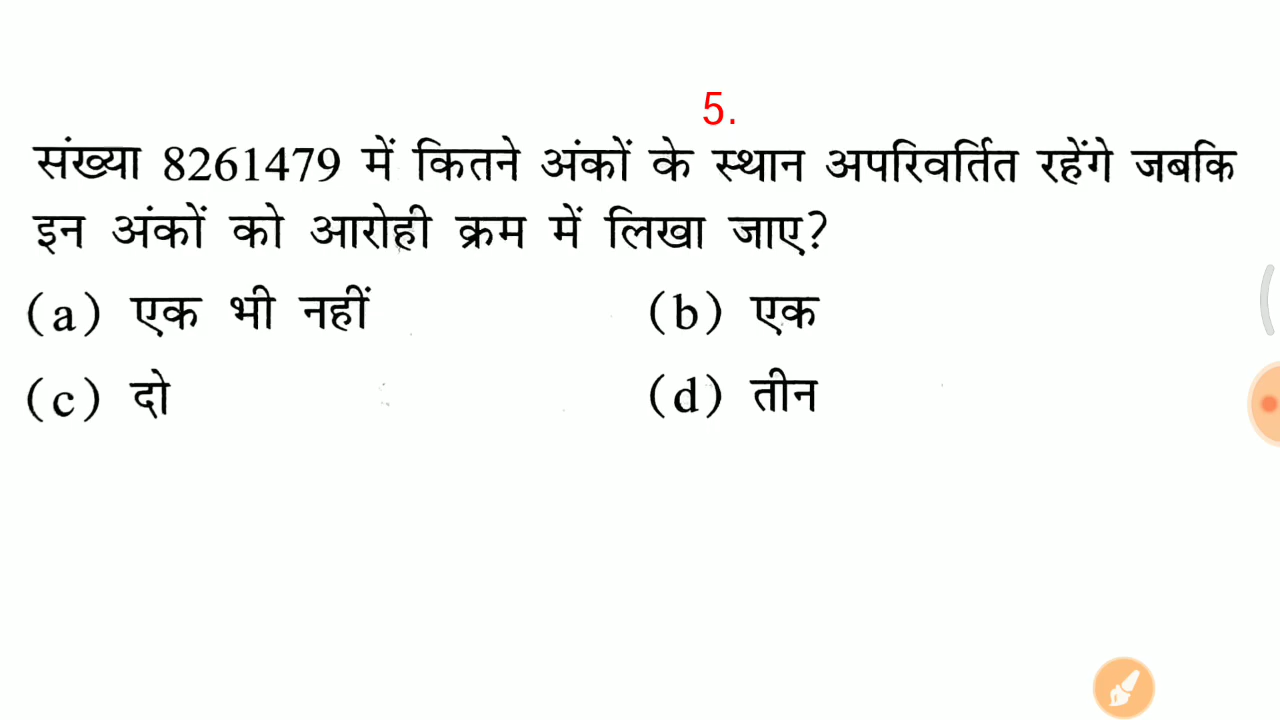 5.
संख्या 8261479 में कितने अंकों के स्थान अपरिवर्तित रहेंगे जबकि
इन अंकों को आरोही क्रम में लिखा जाए?
(a) एक भी नहीं (b) एक
(c) दो (d) तीन